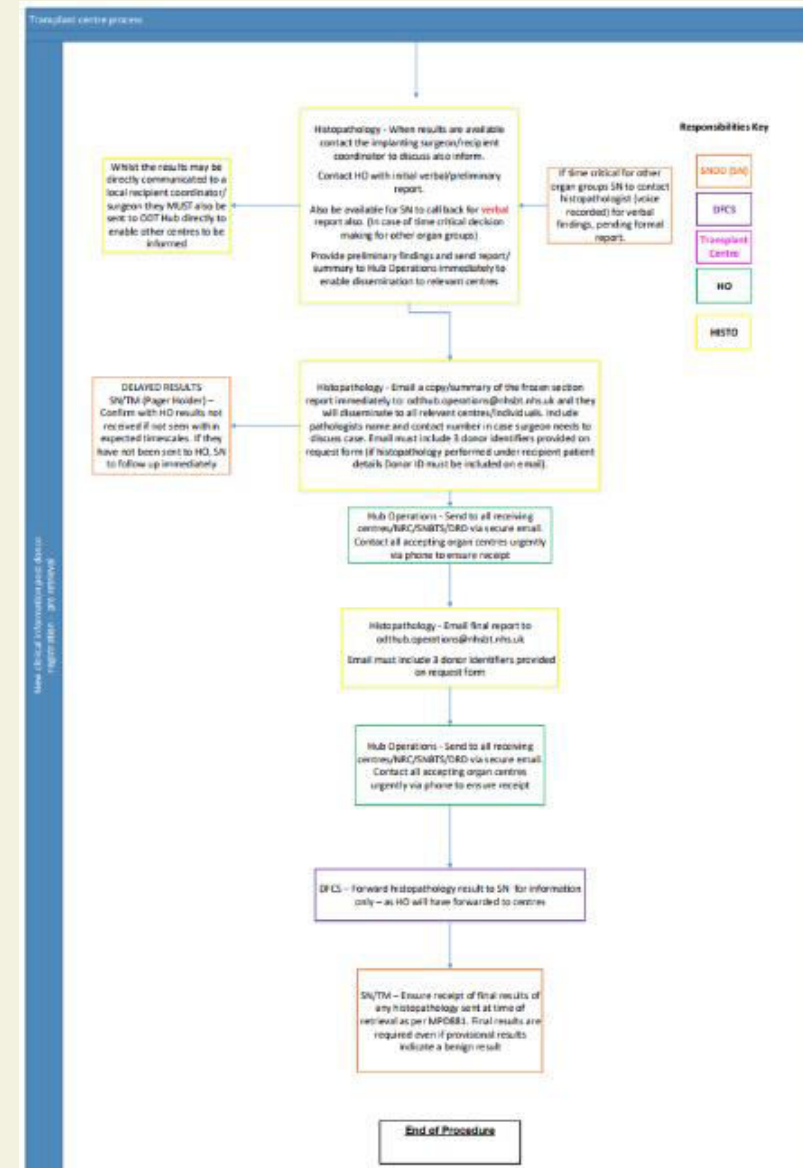 Transplant centre process
Histopathology - When results are available
contact the implanting surgeon/recipient
coordinator to discuss also inform.
Contact HO with initial verbal/preliminary
report.
Also be available for SN to call back for verbal
report also. (In case of time critical decision
making for other organ groups)
Provide preliminary findings and send report/
summary to Hub Operations immediately to
enable dissemination to relevant centres
Whilst the results may be
directly communicated to a
local recipient coordinator/
surgeon they MUST also be
sent to ODT Hub directly to
enable other centres to be
informed
If time critical for other
organ groups SN to contact
histopathologist (voice
recorded) for verbal
findings, pending formal
report.
Responsibilities Key
SNOD (SN)
DFCS
Transplant
Centre
HO
HISTO
DELAYED RESULTS
SN/TM (Pager Holder) –
Confirm with HO results not
received if not seen within
expected timescales. If they
have not been sent to HO, SN
to follow up immediately
Histopathology - Email a copy/summary of the frozen section
report immediately to: odthub.operations@nhsbt.nhs.uk and they
will disseminate to all relevant centres/individuals. Include
pathologists name and contact number in case surgeon needs to
discuss case. Email must include 3 donor identifiers provided on
request form (if histopathology performed under recipient patient
details Donor ID must be included on email).
Hub Operations - Send to all receiving
centres/NRC/SNBTS/DRD via secure email.
Contact all accepting organ centres urgently
via phone to ensure receipt
Histopathology - Email final report to
odthub.operations@nhsbt.nhs.uk
Email must include 3 donor identifiers provided
on request form
Hub Operations - Send to all receiving
centres/NRC/SNBTS/DRD via secure email.
Contact all accepting organ centres
urgently via phone to ensure receipt
DFCS – Forward histopathology result to SN for information
only – as HO will have forwarded to centres
SN/TM – Ensure receipt of final results of
any histopathology sent at time of
retrieval as per MPD881. Final results are
required even if provisional results
indicate a benign result
End of Procedure
New clinical information post donor
registration - pre retrieval